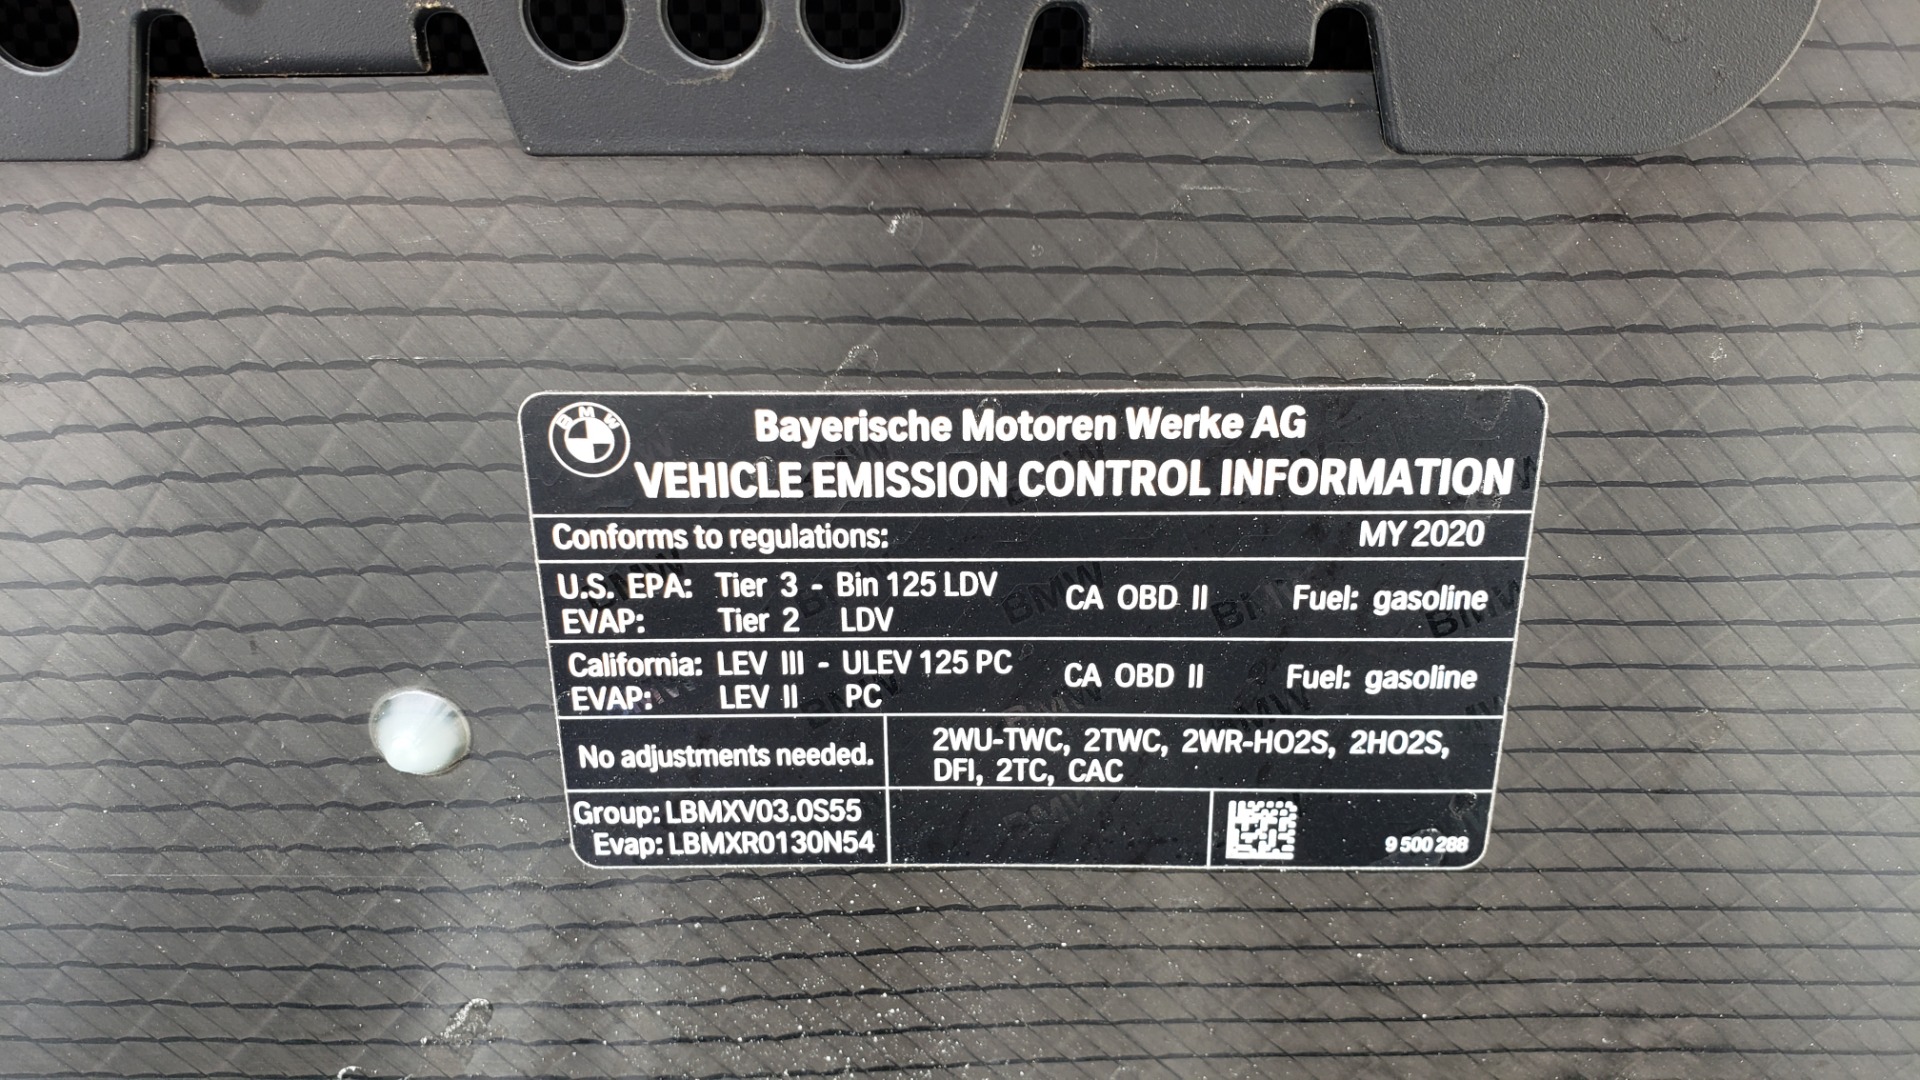 BMW
Bayerische Motoren Werke AG
VEHICLE EMISSION CONTROL INFORMATION
Conforms to regulations: MY 2020
U.S. EPA: Tier 3 - Bin 125 LDV CA OBD II Fuel: gasoline
EVAP: Tier 2 LDV
California: LEV III - ULEV 125 PC CA OBD II Fuel: gasoline
EVAP: LEV II PC
No adjustments needed.
2WU-TWC, 2TWC, 2WR-HO2S, 2HO2S,
DFI, 2TC, CAC
Group: LBMXV03.0S55
Evap: LBMXR0130N54
9 500 288